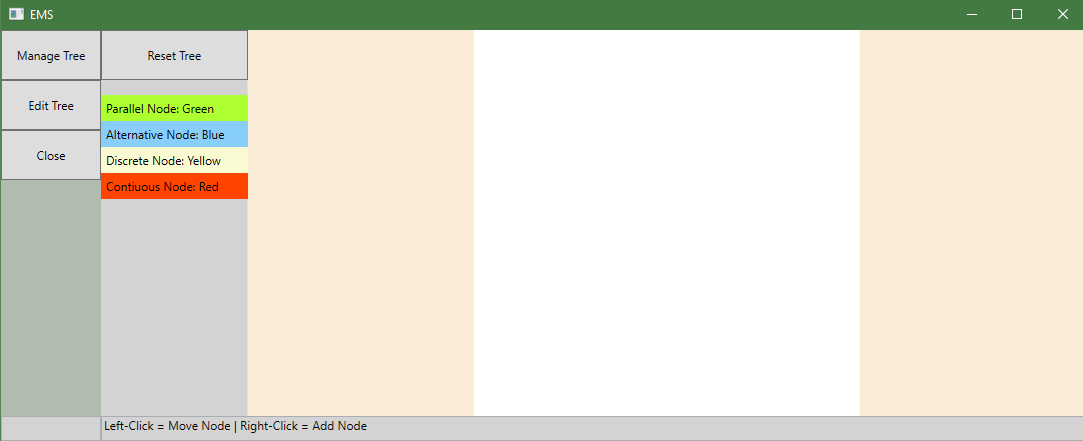 EMS
Manage Tree
Reset Tree
Edit Tree
Close
Parallel Node: Green
Alternative Node: Blue
Discrete Node: Yellow
Contiuous Node: Red
Left-Click = Move Node | Right-Click = Add Node